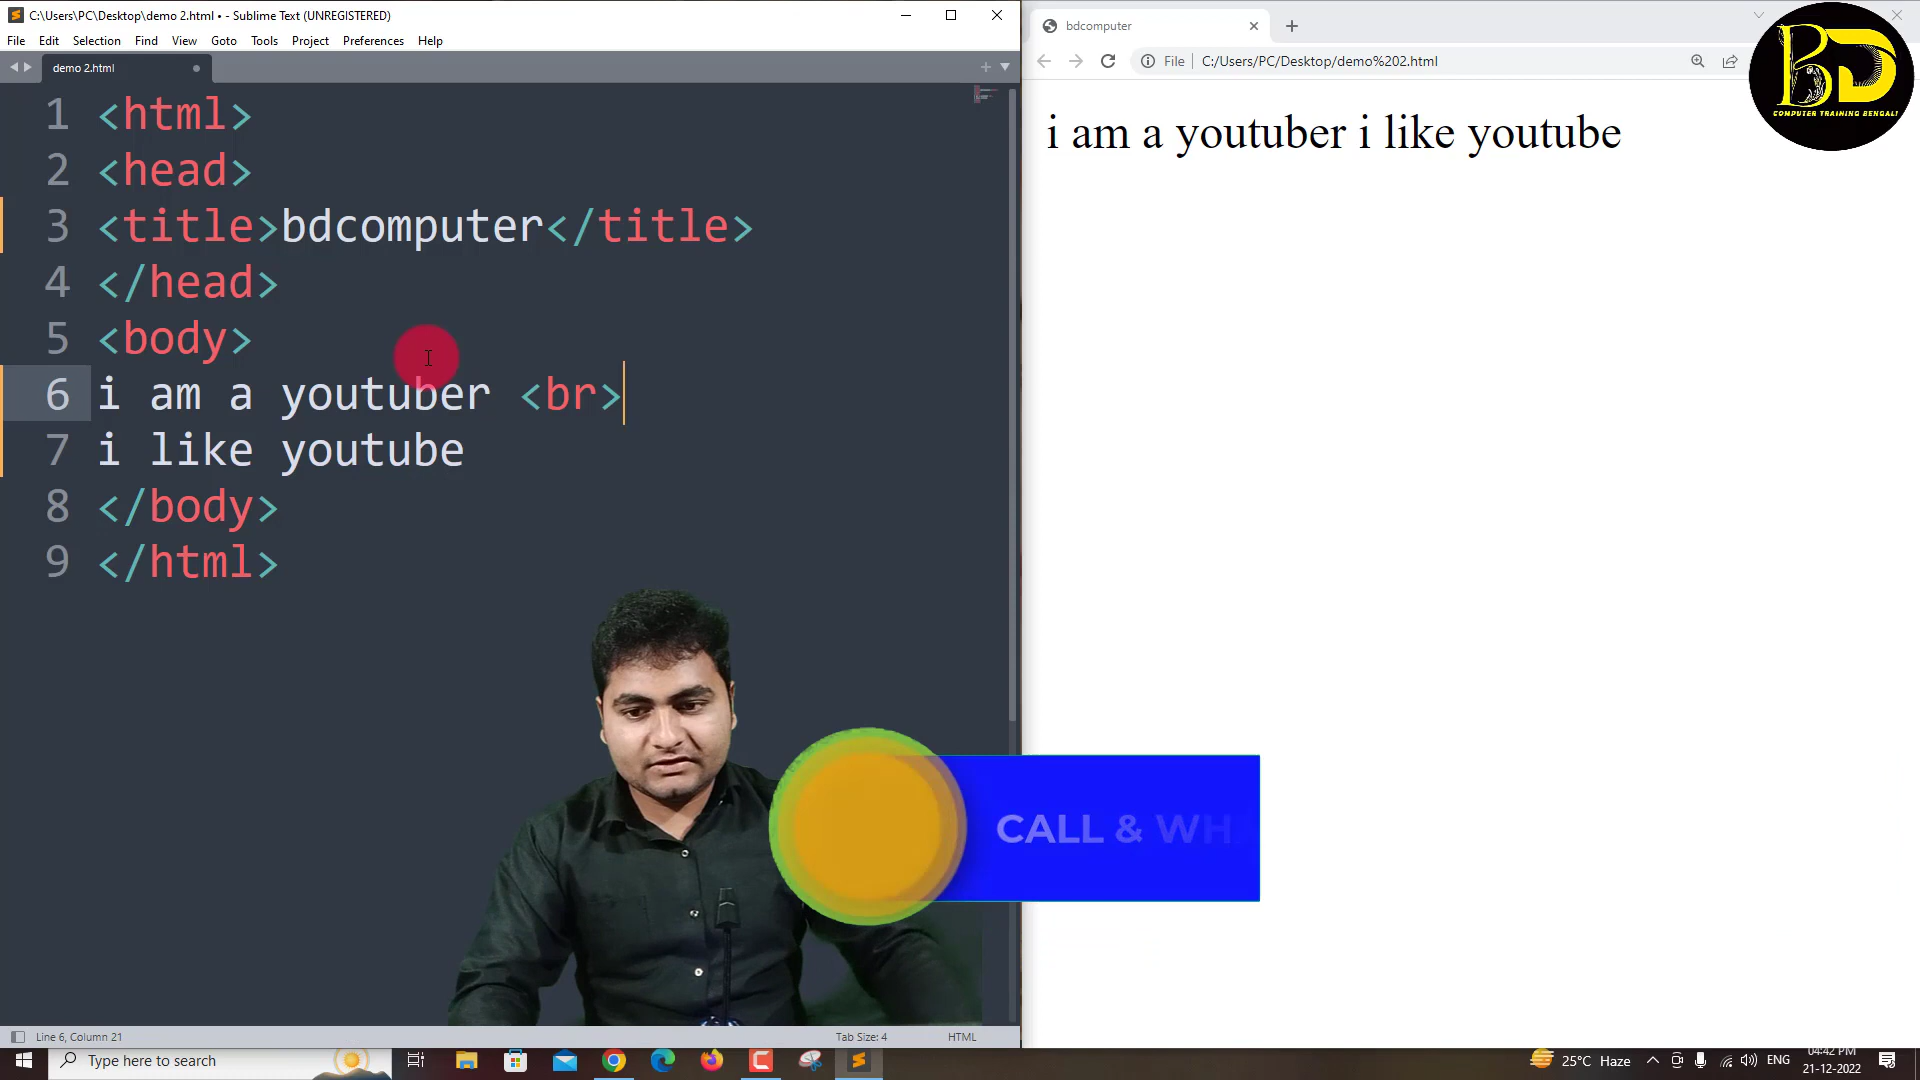 C:\Users\PC\Desktop\demo 2.html • - Sublime Text (UNREGISTERED)
File Edit Selection Find View Goto Tools Project Preferences Help
demo 2.html
1 <html>
2 <head>
3 <title>bdcomputer</title>
4 </head>
5 <body>
6 i am a youtuber <br>
7 i like youtube
8 </body>
9 </html>
Line 6, Column 21
Tab Size: 4
HTML
bdcomputer
File C:/Users/PC/Desktop/demo%202.html
BD
COMPUTER TRAINING BENGALI
i am a youtuber i like youtube
CALL & WH
Type here to search
25°C Haze
ENG
04:42 PM
21-12-2022